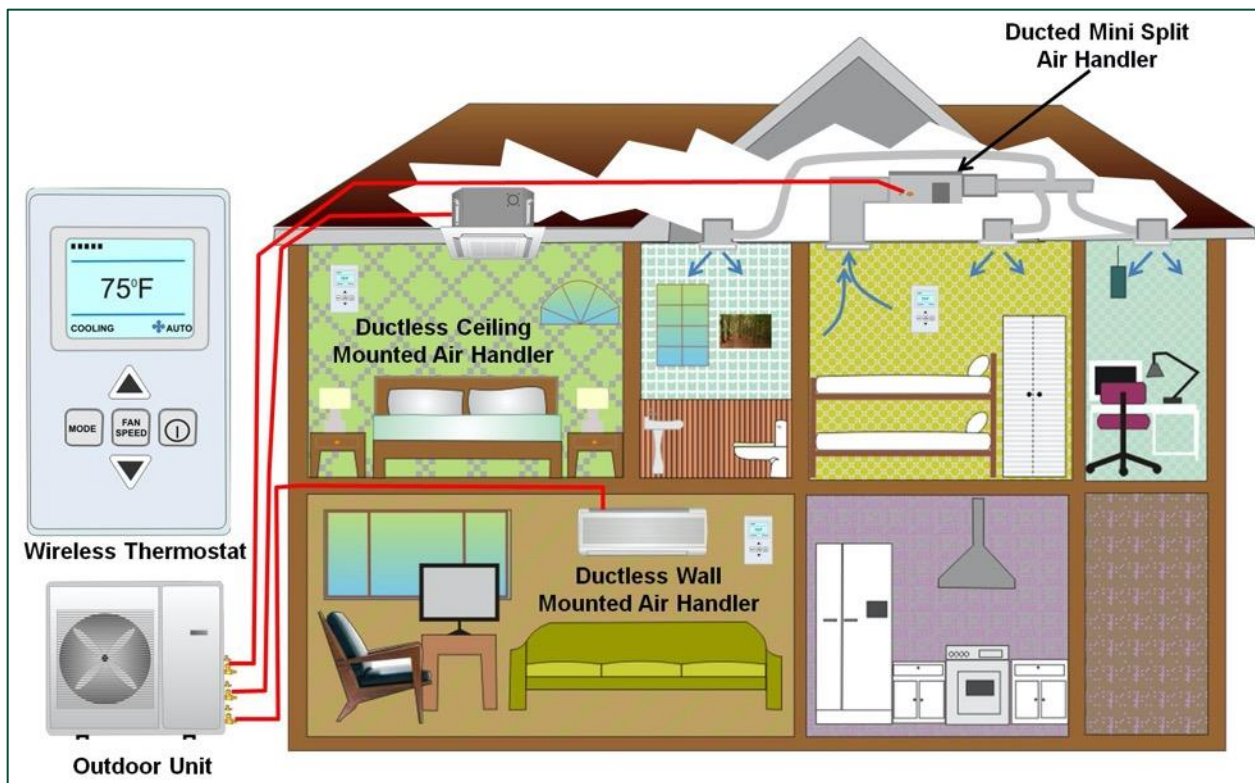 Ducted Mini Split
Air Handler
75°F
COOLING
AUTO
MODE
FAN
SPEED
Wireless Thermostat
Outdoor Unit
Ductless Ceiling
Mounted Air Handler
Ductless Wall
Mounted Air Handler